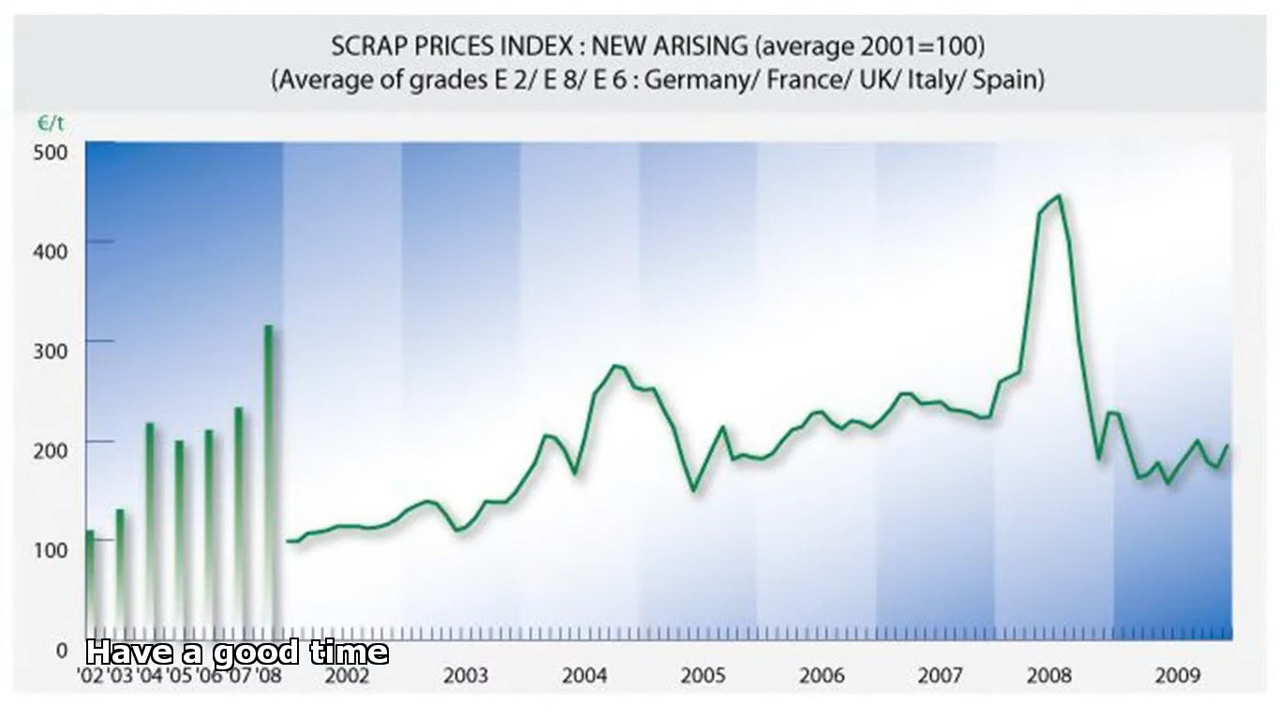 SCRAP PRICES INDEX : NEW ARISING (average 2001=100)
(Average of grades E 2/ E 8/ E 6 : Germany/ France/ UK/ Italy/ Spain)
€/t
500
400
300
200
100
0
Have a good time
'02 '03 '04 '05 '06 '07 '08 2002 2003 2004 2005 2006 2007 2008 2009